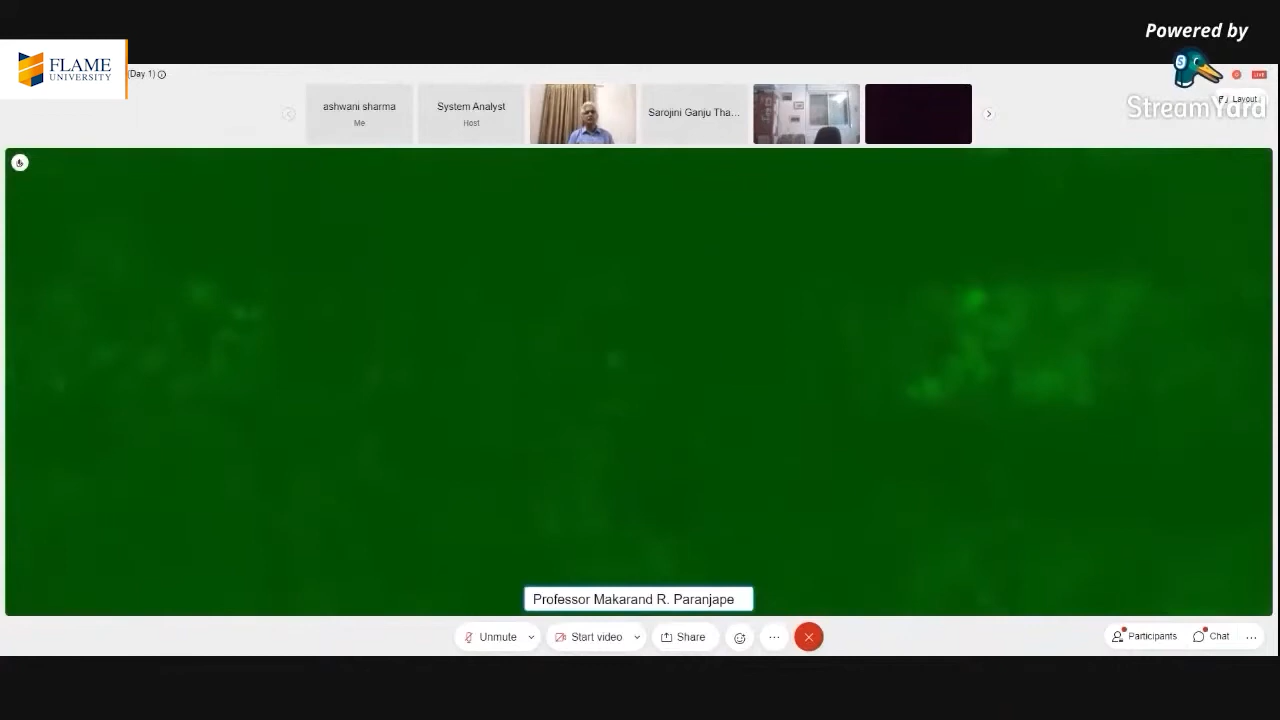 Powered by
FLAME
UNIVERSITY
(Day 1)
StreamYard
Layout
ashwani sharma
Me
System Analyst
Host
Sarojini Ganju Tha...
Professor Makarand R. Paranjape
Unmute
Start video
Share
Participants
Chat
LIVE